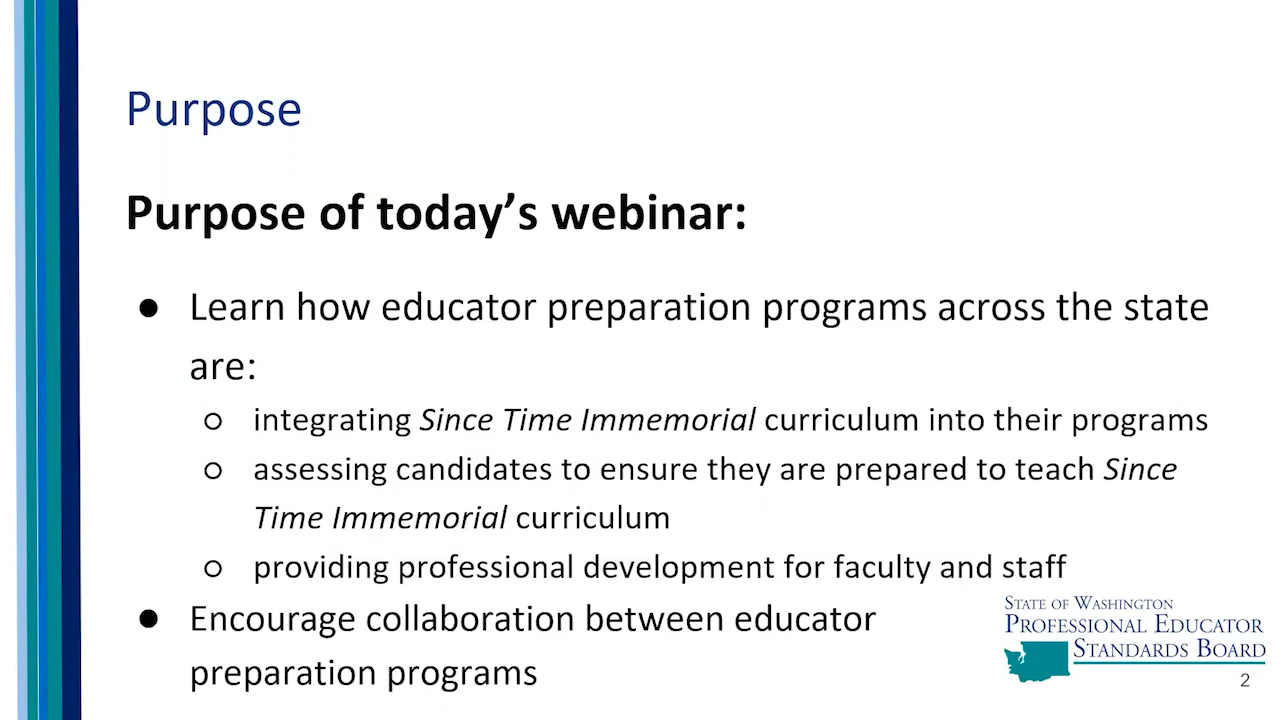 Purpose
Purpose of today’s webinar:
● Learn how educator preparation programs across the state
are:
○ integrating Since Time Immemorial curriculum into their programs
○ assessing candidates to ensure they are prepared to teach Since
Time Immemorial curriculum
○ providing professional development for faculty and staff
● Encourage collaboration between educator
preparation programs
STATE OF WASHINGTON
PROFESSIONAL EDUCATOR
STANDARDS BOARD
2